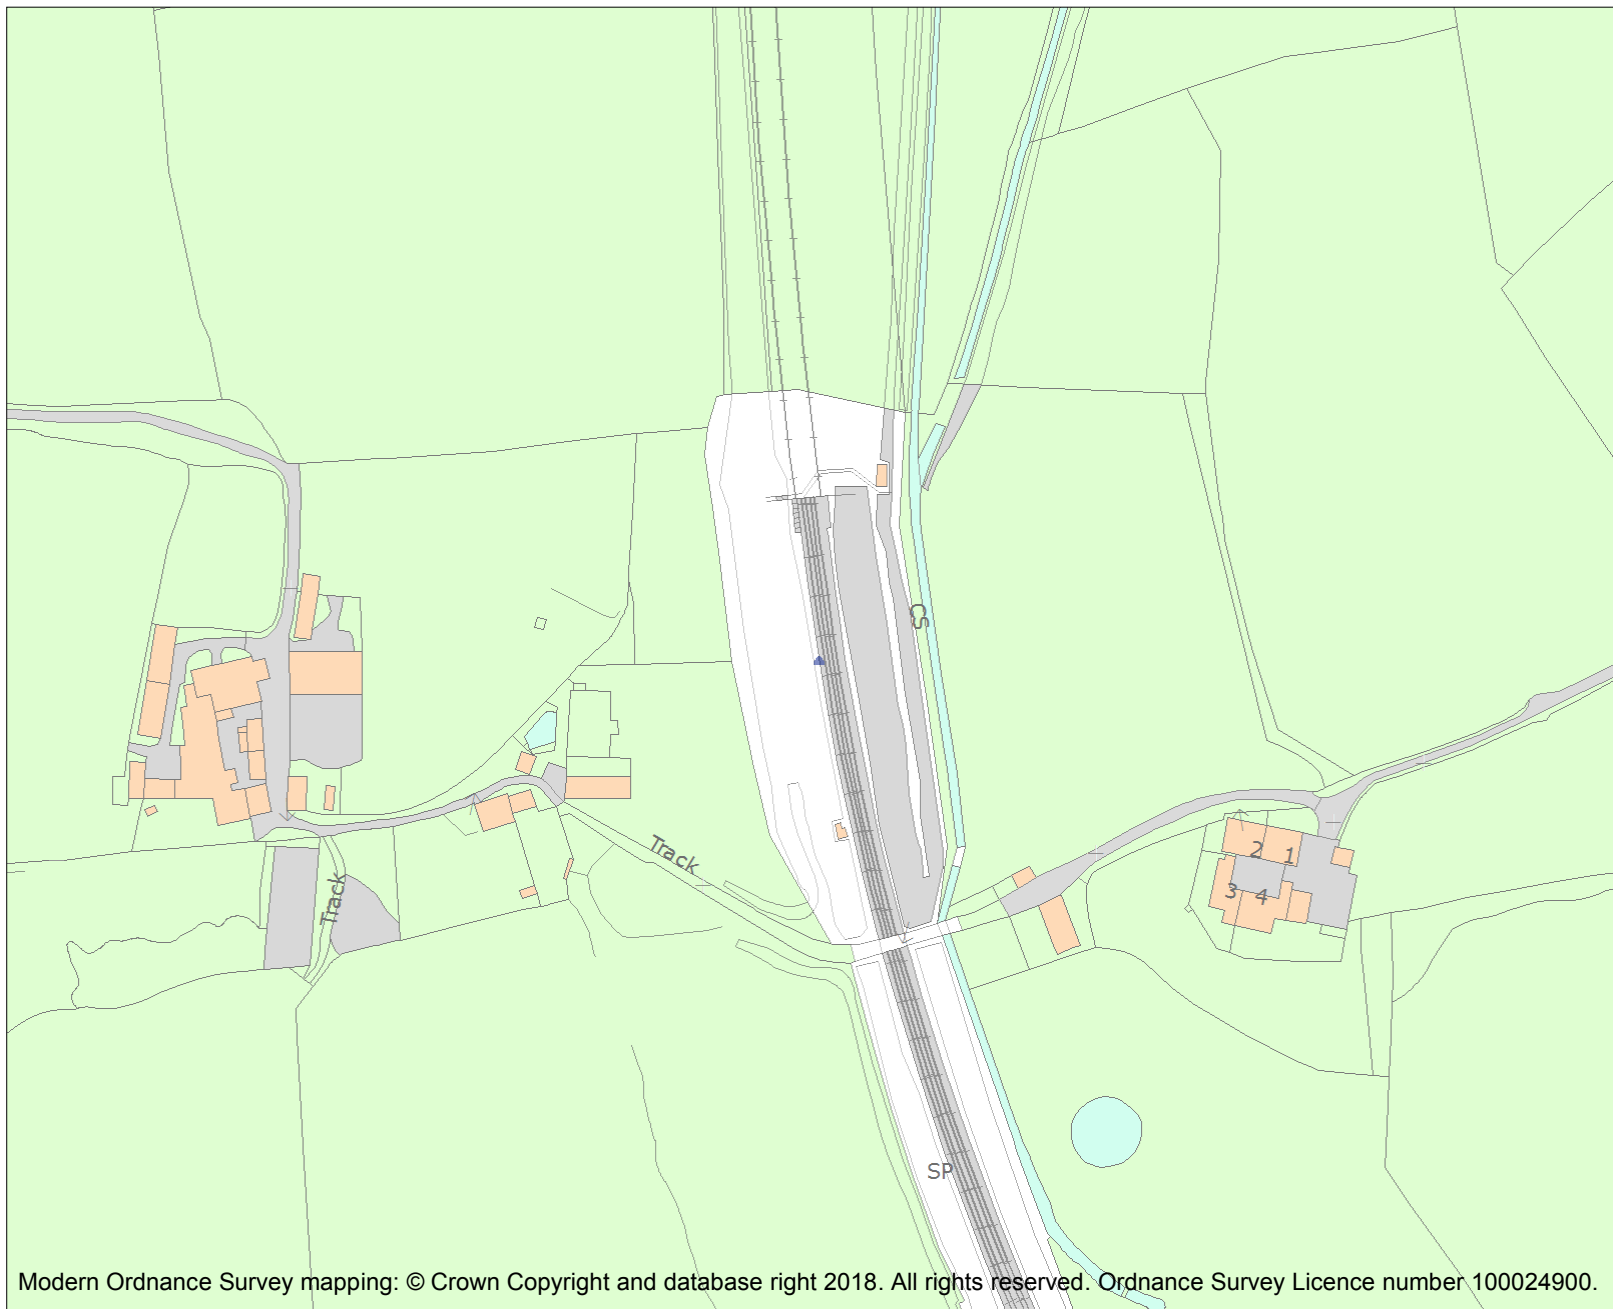 CS
Track
2 1
3 4
Track
SP
Modern Ordnance Survey mapping: © Crown Copyright and database right 2018. All rights reserved. Ordnance Survey Licence number 100024900.